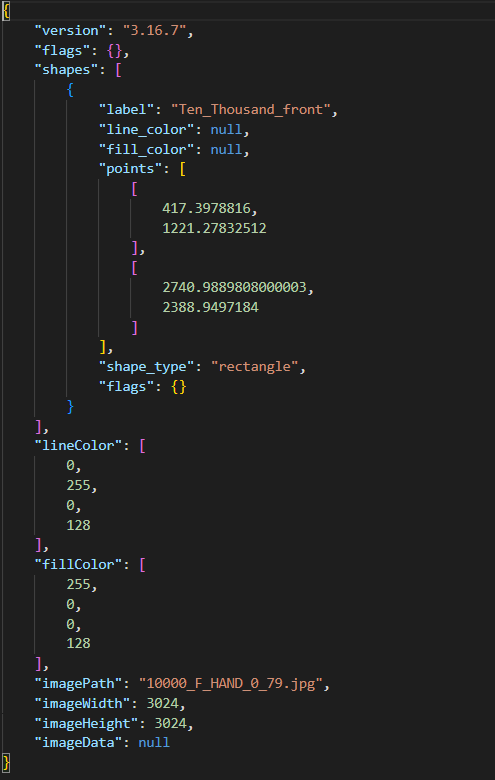 {
    "version": "3.16.7",
    "flags": {},
    "shapes": [
        {
            "label": "Ten_Thousand_front",
            "line_color": null,
            "fill_color": null,
            "points": [
                [
                    417.3978816,
                    1221.27832512
                ],
                [
                    2740.9889808000003,
                    2388.9497184
                ]
            ],
            "shape_type": "rectangle",
            "flags": {}
        }
    ],
    "lineColor": [
        0,
        255,
        0,
        128
    ],
    "fillColor": [
        255,
        0,
        0,
        128
    ],
    "imagePath": "10000_F_HAND_0_79.jpg",
    "imageWidth": 3024,
    "imageHeight": 3024,
    "imageData": null
}